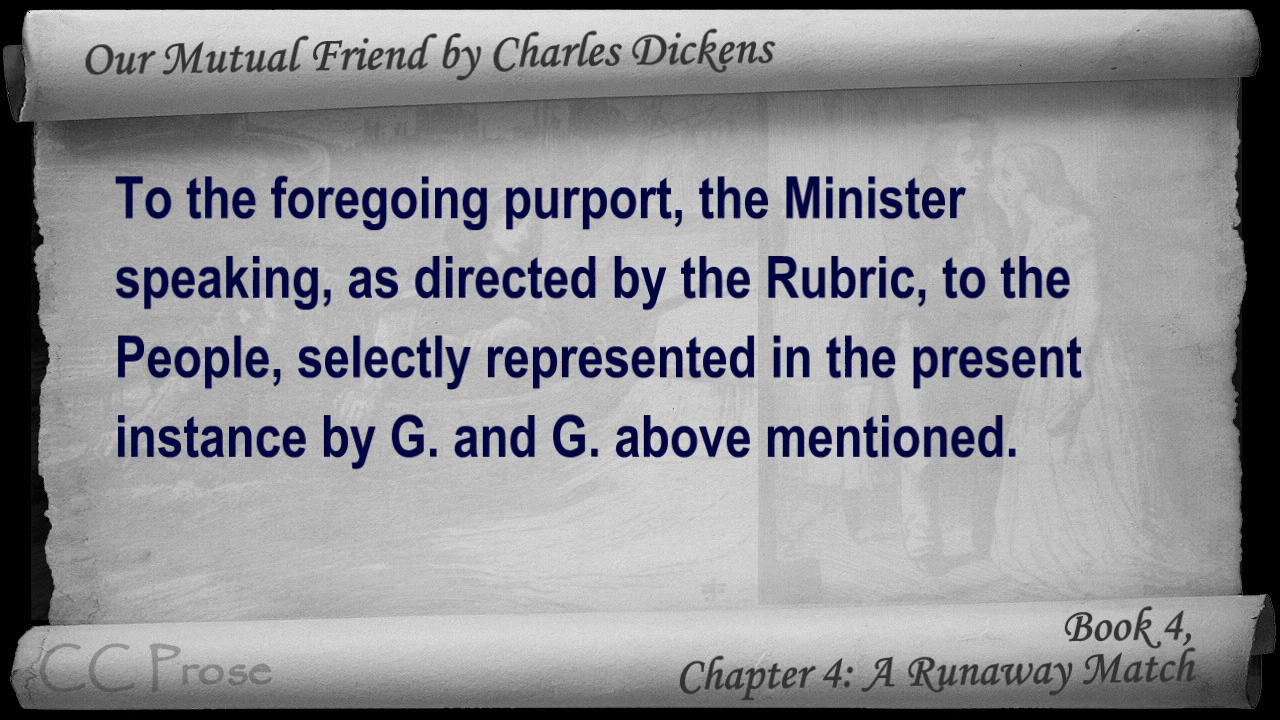 Our Mutual Friend by Charles Dickens
To the foregoing purport, the Minister
speaking, as directed by the Rubric, to the
People, selectly represented in the present
instance by G. and G. above mentioned.
Book 4,
Chapter 4: A Runaway Match
CC Prose